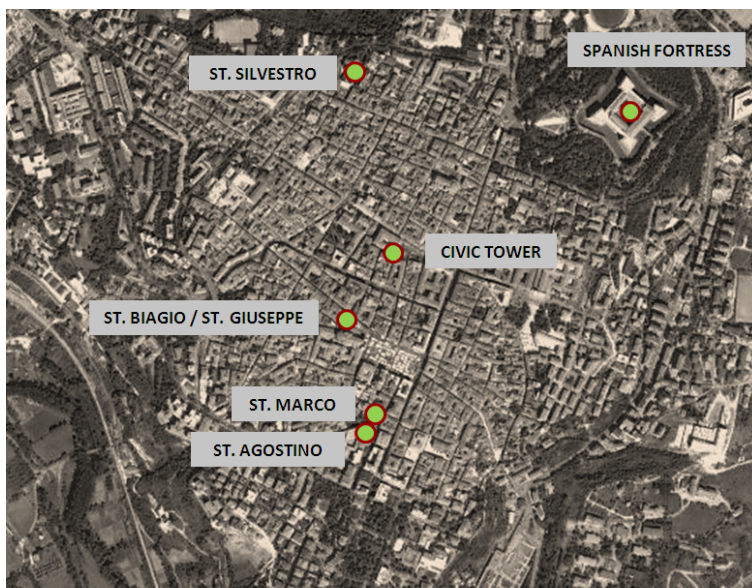 SPANISH FORTRESS
ST. SILVESTRO
CIVIC TOWER
ST. BIAGIO / ST. GIUSEPPE
ST. MARCO
ST. AGOSTINO